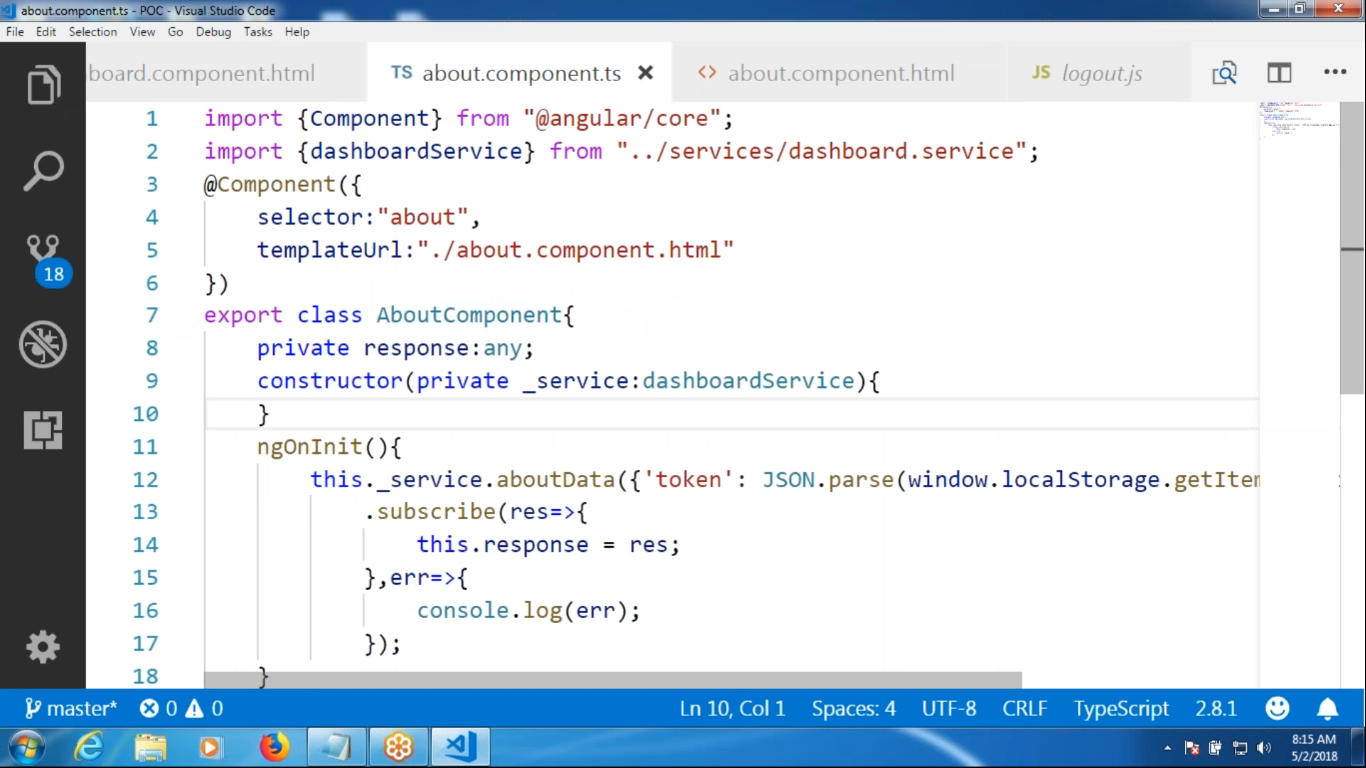 about.component.ts - POC - Visual Studio Code
File Edit Selection View Go Debug Tasks Help
board.component.html TS about.component.ts <> about.component.html JS logout.js
1 import {Component} from "@angular/core";
2 import {dashboardService} from "../services/dashboard.service";
3 @Component({
4 selector:"about",
5 templateUrl:"./about.component.html"
6 })
7 export class AboutComponent{
8 private response:any;
9 constructor(private _service:dashboardService){
10 }
11 ngOnInit(){
12 this._service.aboutData({'token': JSON.parse(window.localStorage.getItem
13 .subscribe(res=>{
14 this.response = res;
15 },err=>{
16 console.log(err);
17 });
18 }
18
master* 0 0 Ln 10, Col 1 Spaces: 4 UTF-8 CRLF TypeScript 2.8.1
8:15 AM
5/2/2018